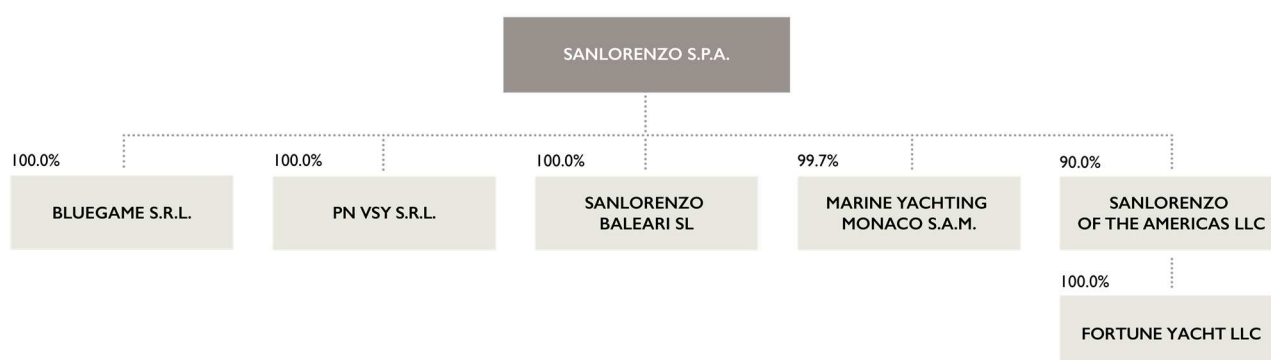 SANLORENZO S.P.A.
100.0%
100.0%
100.0%
99.7%
90.0%
BLUEGAME S.R.L.
PN VSY S.R.L.
SANLORENZO
BALEARI SL
MARINE YACHTING
MONACO S.A.M.
SANLORENZO
OF THE AMERICAS LLC
100.0%
FORTUNE YACHT LLC